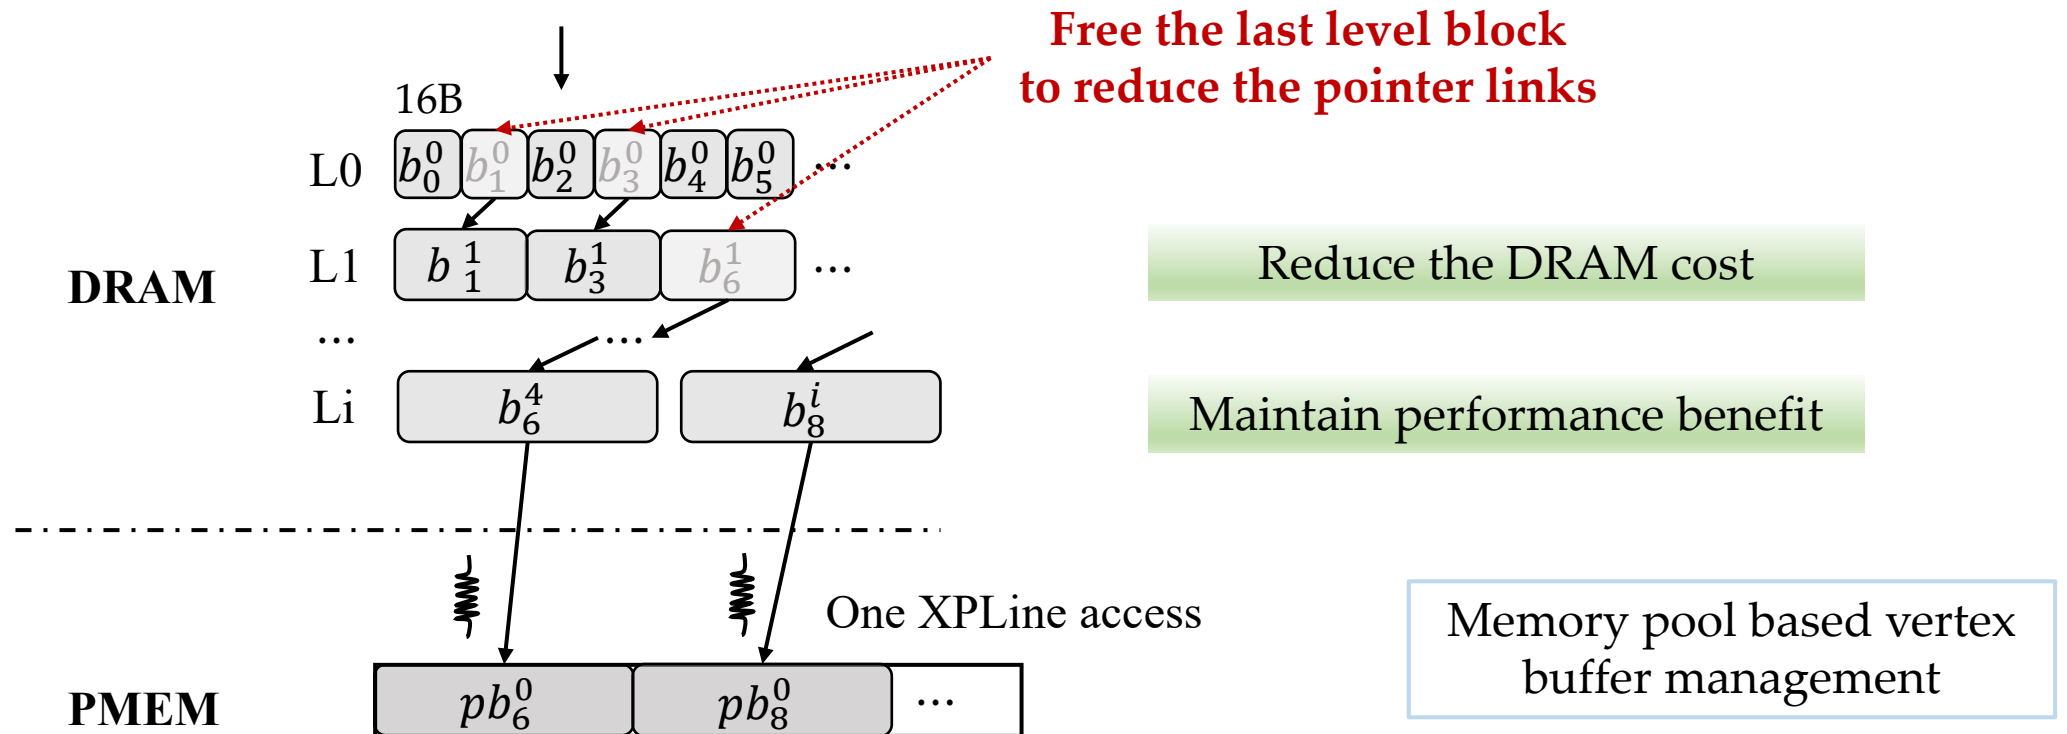 Free the last level block
to reduce the pointer links
16B
L0 b₀⁰ b₁⁰ b₂⁰ b₃⁰ b₄⁰ b₅⁰ ...
L1 b₁¹ b₃¹ b₆¹ ...
DRAM
Reduce the DRAM cost
... ...
Li b₆⁴ b₈ⁱ
Maintain performance benefit
One XPLine access
Memory pool based vertex
buffer management
PMEM pb₆⁰ pb₈⁰ ...